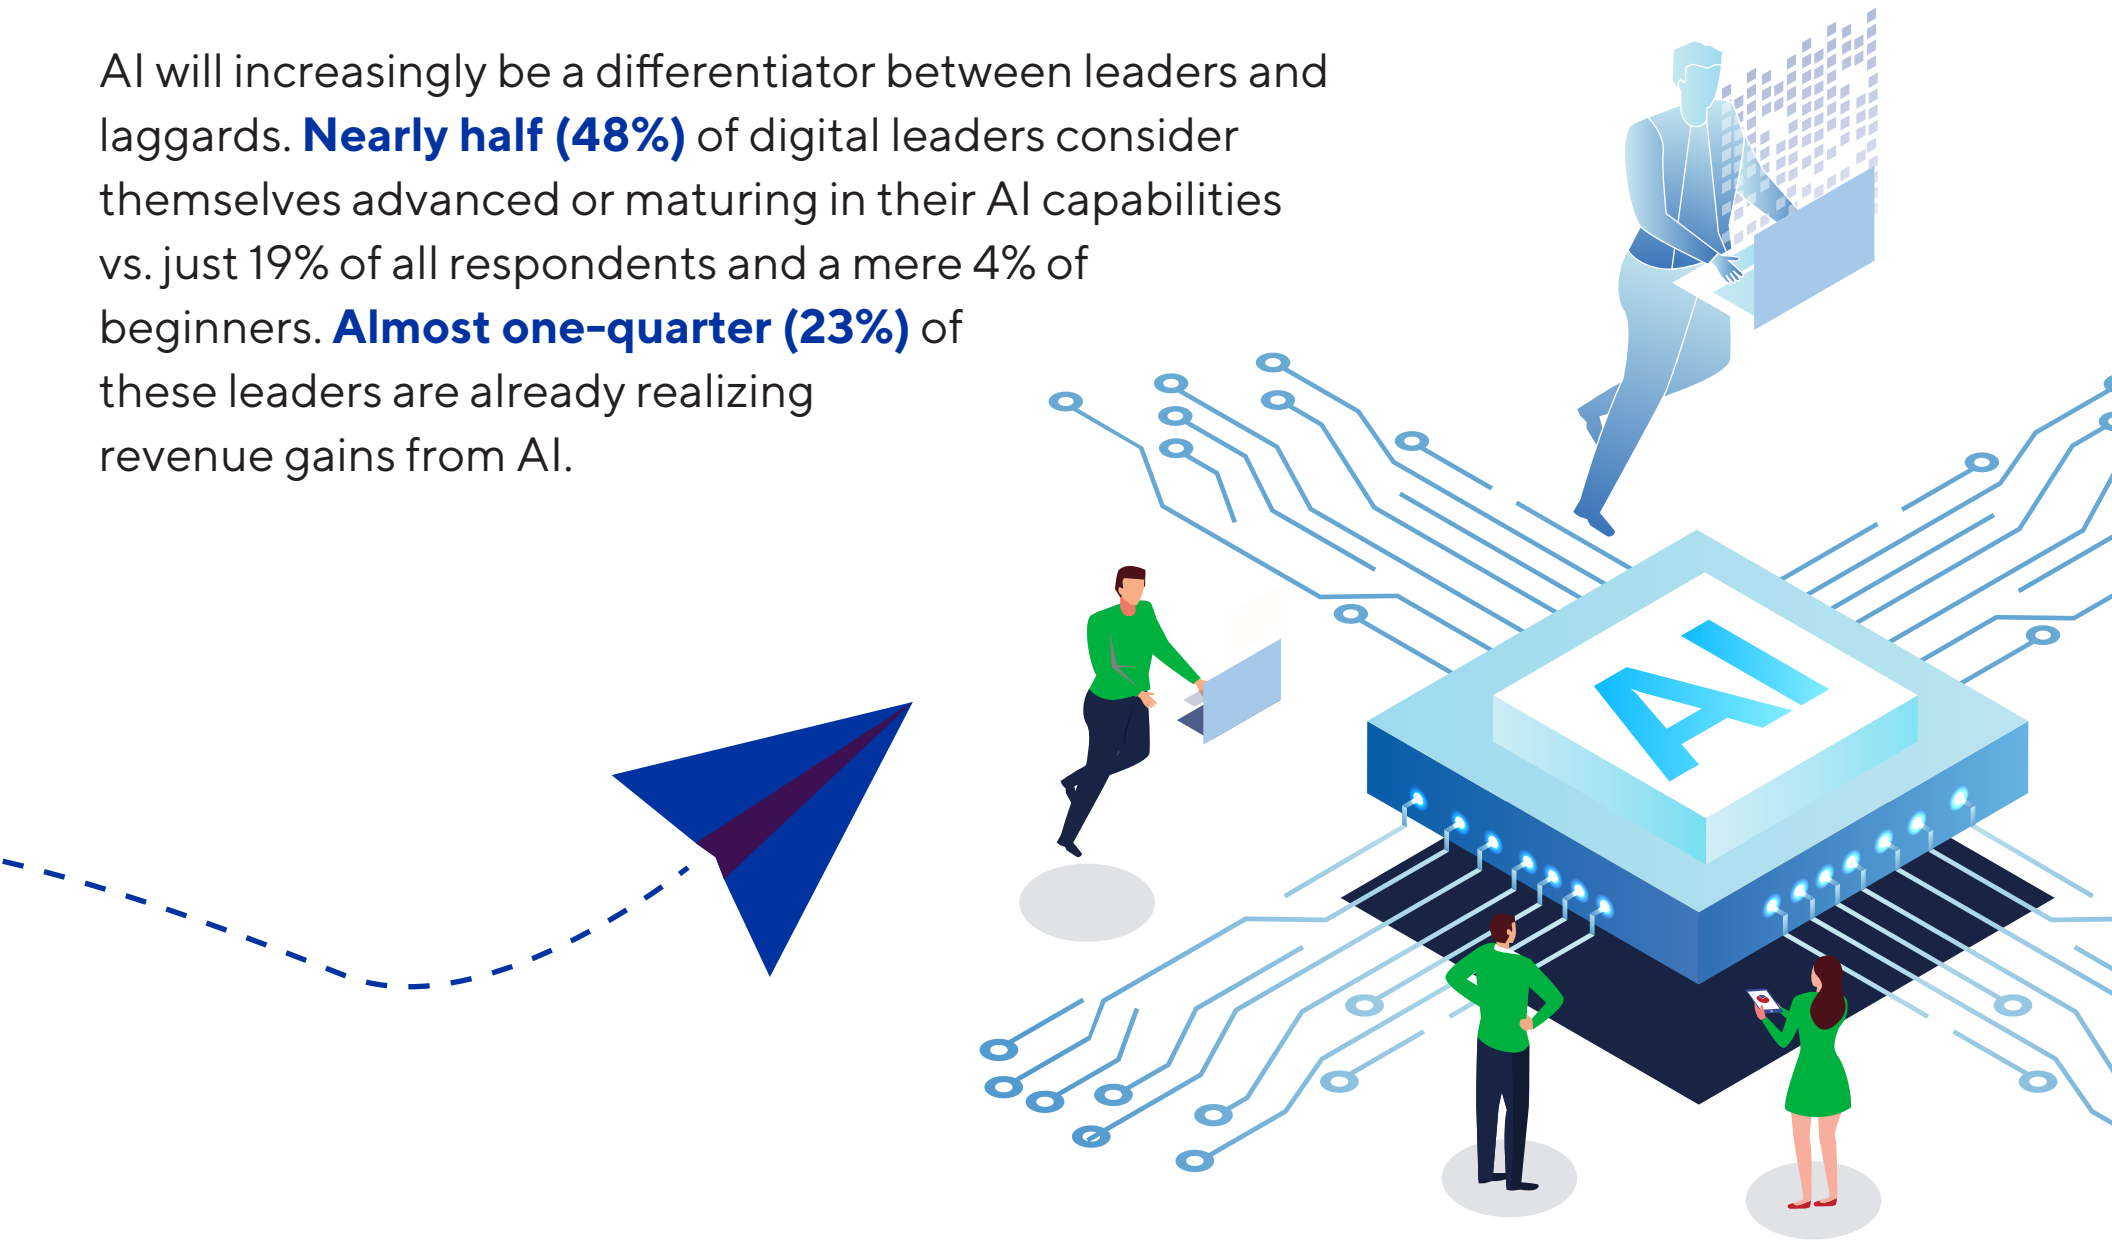 AI will increasingly be a differentiator between leaders and
laggards. Nearly half (48%) of digital leaders consider
themselves advanced or maturing in their AI capabilities
vs. just 19% of all respondents and a mere 4% of
beginners. Almost one-quarter (23%) of
these leaders are already realizing
revenue gains from AI.
AI